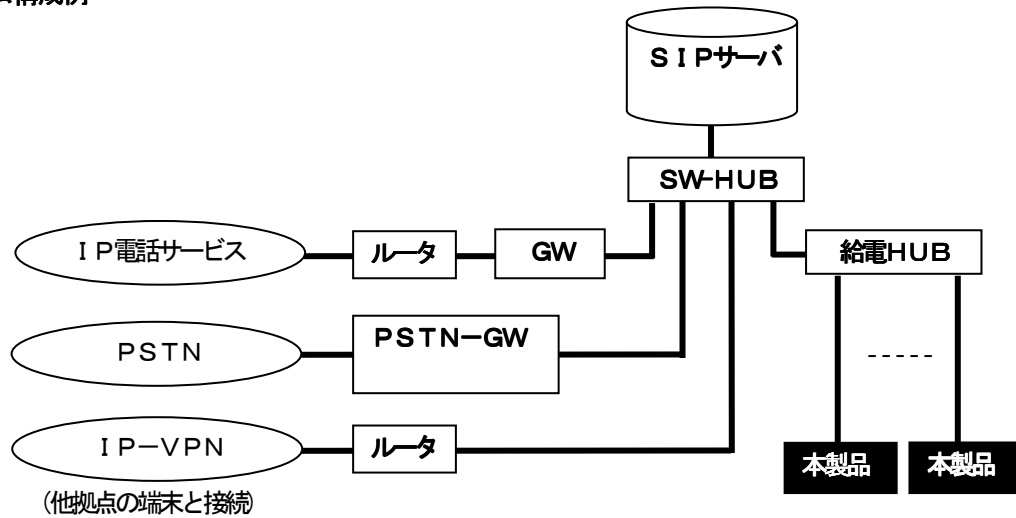 構成例
ＳＩＰサーバ
SW-HUB
ＩＰ電話サービス
ルータ
GW
給電HUB
ＰＳＴＮ
ＰＳＴＮ－GW
ＩＰ－ＶＰＮ
ルータ
本製品
本製品
(他拠点の端末と接続)